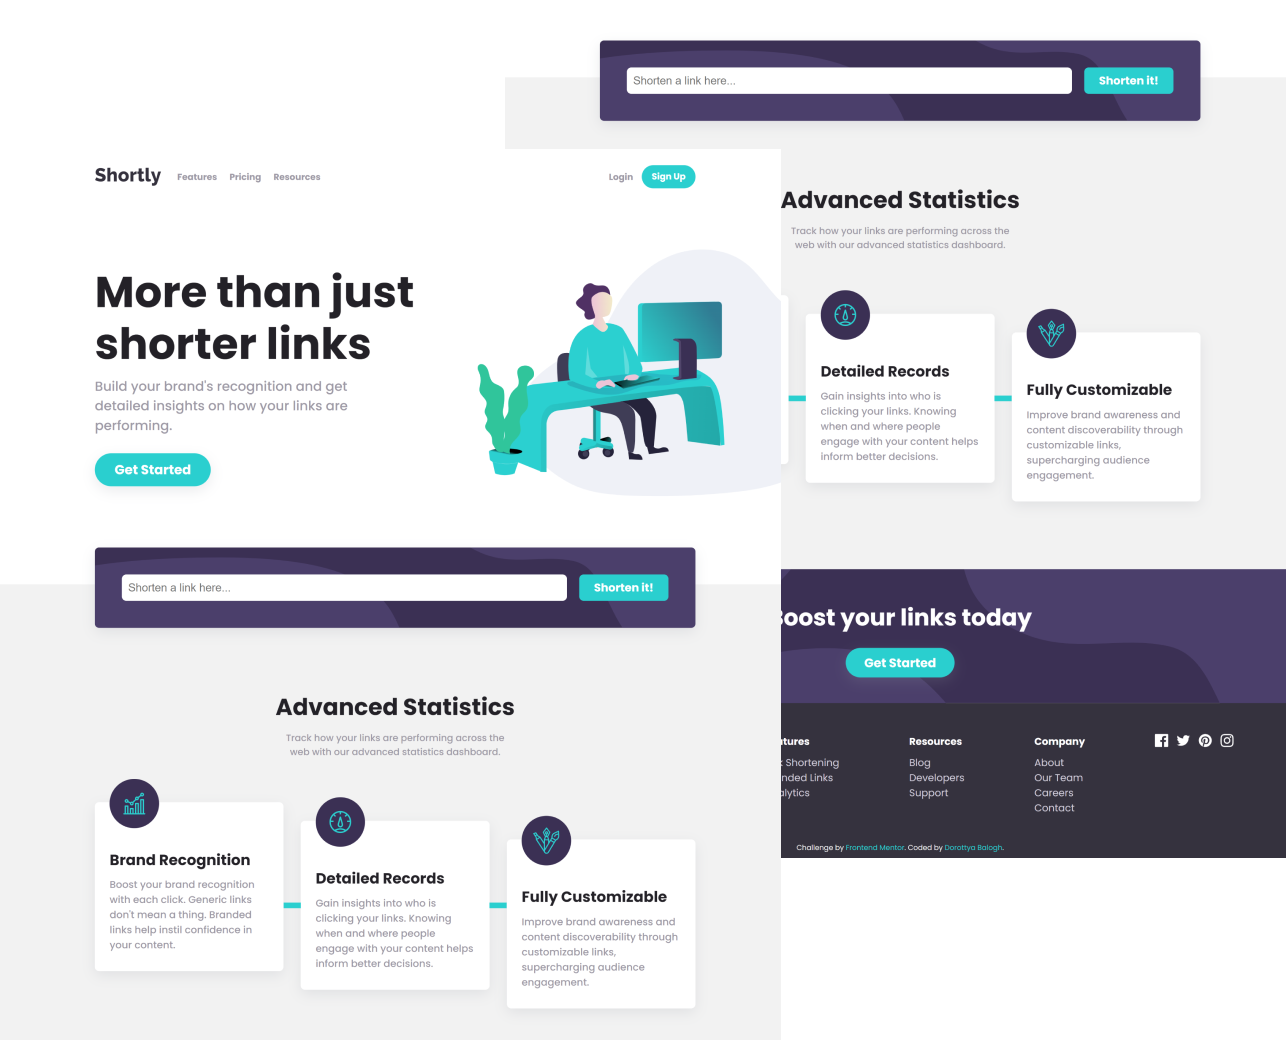 Shorten a link here...
Shorten it!
Advanced Statistics
Track how your links are performing across the
web with our advanced statistics dashboard.
Detailed Records
Gain insights into who is
clicking your links. Knowing
when and where people
engage with your content helps
inform better decisions.
Fully Customizable
Improve brand awareness and
content discoverability through
customizable links,
supercharging audience
engagement.
Boost your links today
Get Started
Resources
Blog
Developers
Support
Company
About
Our Team
Careers
Contact
Challenge by Frontend Mentor. Coded by Dorottya Balogh.
Shortly
Features
Pricing
Resources
Login
Sign Up
More than just
shorter links
Build your brand's recognition and get
detailed insights on how your links are
performing.
Get Started
Shorten a link here...
Shorten it!
Advanced Statistics
Track how your links are performing across the
web with our advanced statistics dashboard.
Brand Recognition
Boost your brand recognition
with each click. Generic links
don't mean a thing. Branded
links help instil confidence in
your content.
Detailed Records
Gain insights into who is
clicking your links. Knowing
when and where people
engage with your content helps
inform better decisions.
Fully Customizable
Improve brand awareness and
content discoverability through
customizable links,
supercharging audience
engagement.